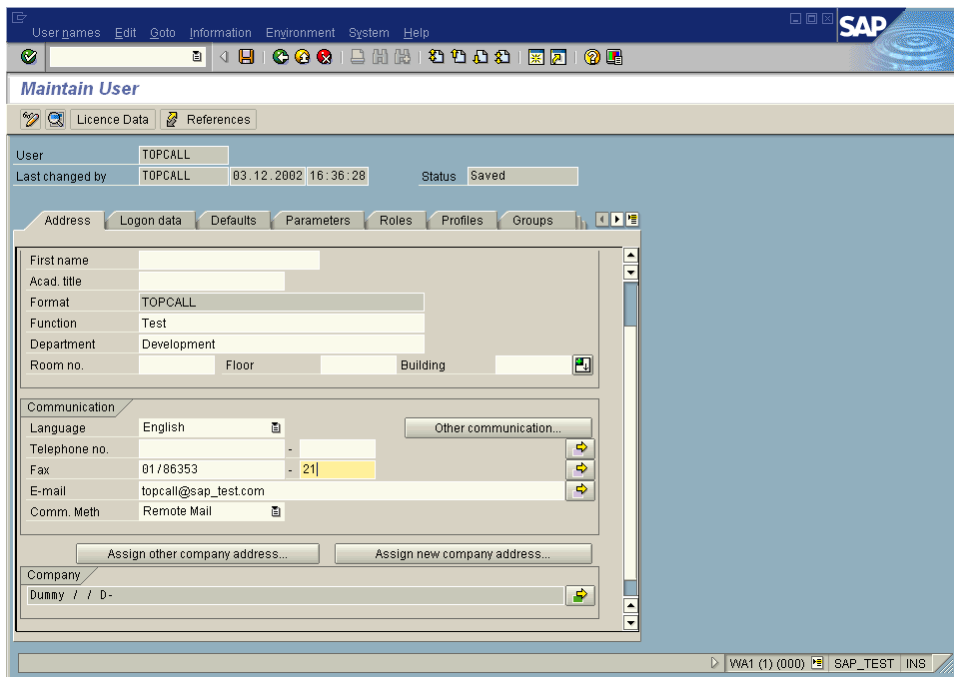 User names Edit Goto Information Environment System Help
SAP
Maintain User
Licence Data References
User TOPCALL
Last changed by TOPCALL 03.12.2002 16:36:28 Status Saved
Address Logon data Defaults Parameters Roles Profiles Groups
First name
Acad. title
Format TOPCALL
Function Test
Department Development
Room no. Floor Building
Communication
Language English Other communication...
Telephone no. -
Fax 01/86353 - 21
E-mail topcall@sap_test.com
Comm. Meth Remote Mail
Assign other company address... Assign new company address...
Company
Dummy / / D-
WA1 (1) (000) SAP_TEST INS